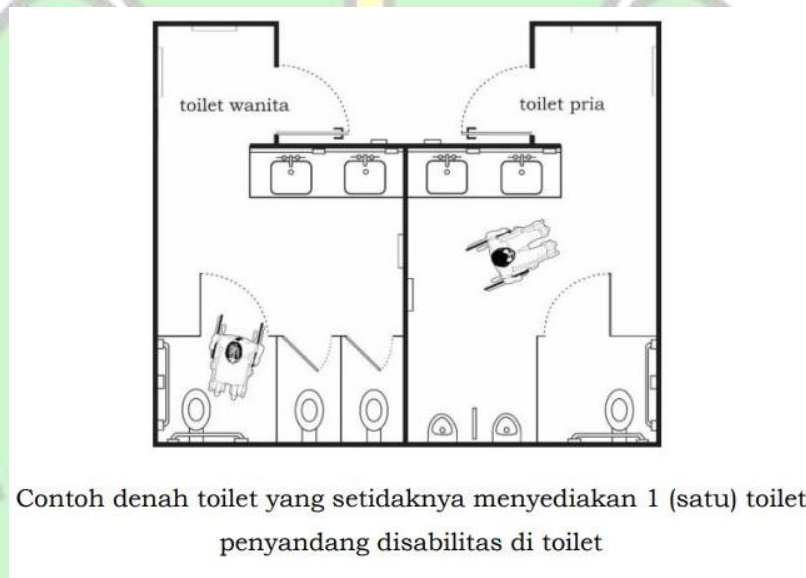 toilet wanita
toilet pria
Contoh denah toilet yang setidaknya menyediakan 1 (satu) toilet
penyandang disabilitas di toilet